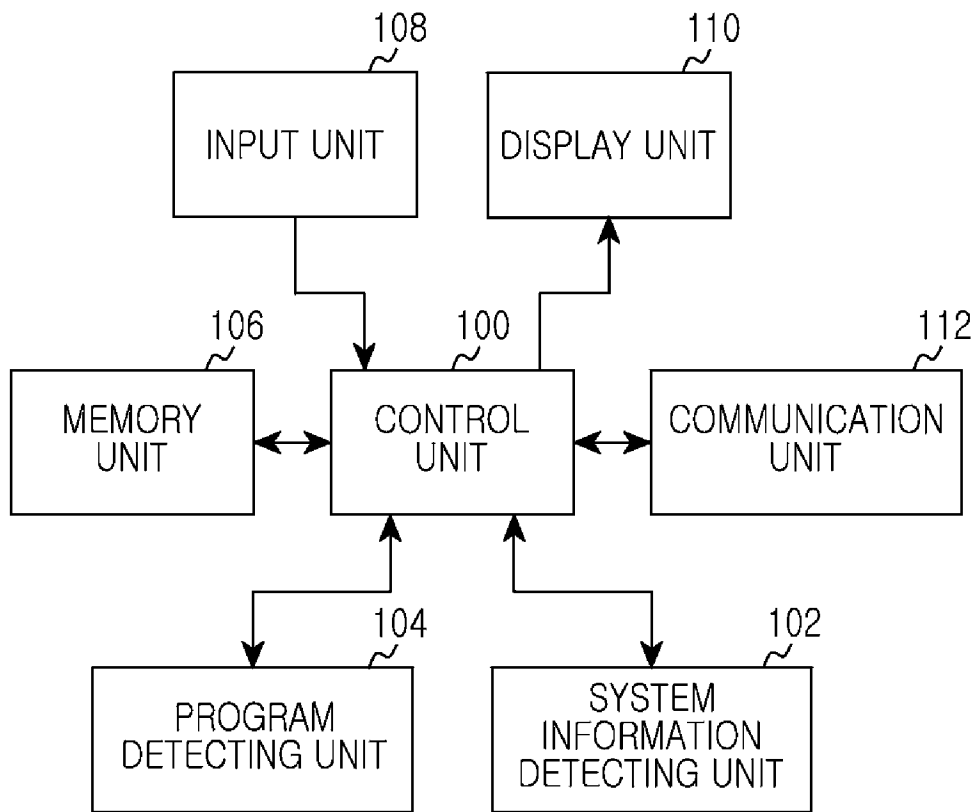 108
INPUT UNIT
110
DISPLAY UNIT
106
MEMORY
UNIT
100
CONTROL
UNIT
112
COMMUNICATION
UNIT
104
PROGRAM
DETECTING UNIT
102
SYSTEM
INFORMATION
DETECTING UNIT